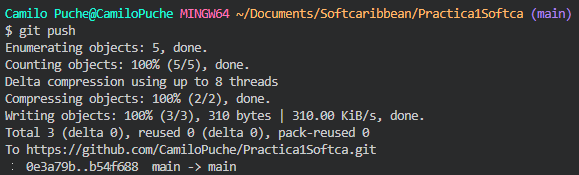 Camilo Puche@CamiloPuche MINGW64 ~/Documents/Softcaribbean/Practica1Softca (main)
$ git push
Enumerating objects: 5, done.
Counting objects: 100% (5/5), done.
Delta compression using up to 8 threads
Compressing objects: 100% (2/2), done.
Writing objects: 100% (3/3), 310 bytes | 310.00 KiB/s, done.
Total 3 (delta 0), reused 0 (delta 0), pack-reused 0
To https://github.com/CamiloPuche/Practica1Softca.git
: 0e3a79b..b54f688 main -> main